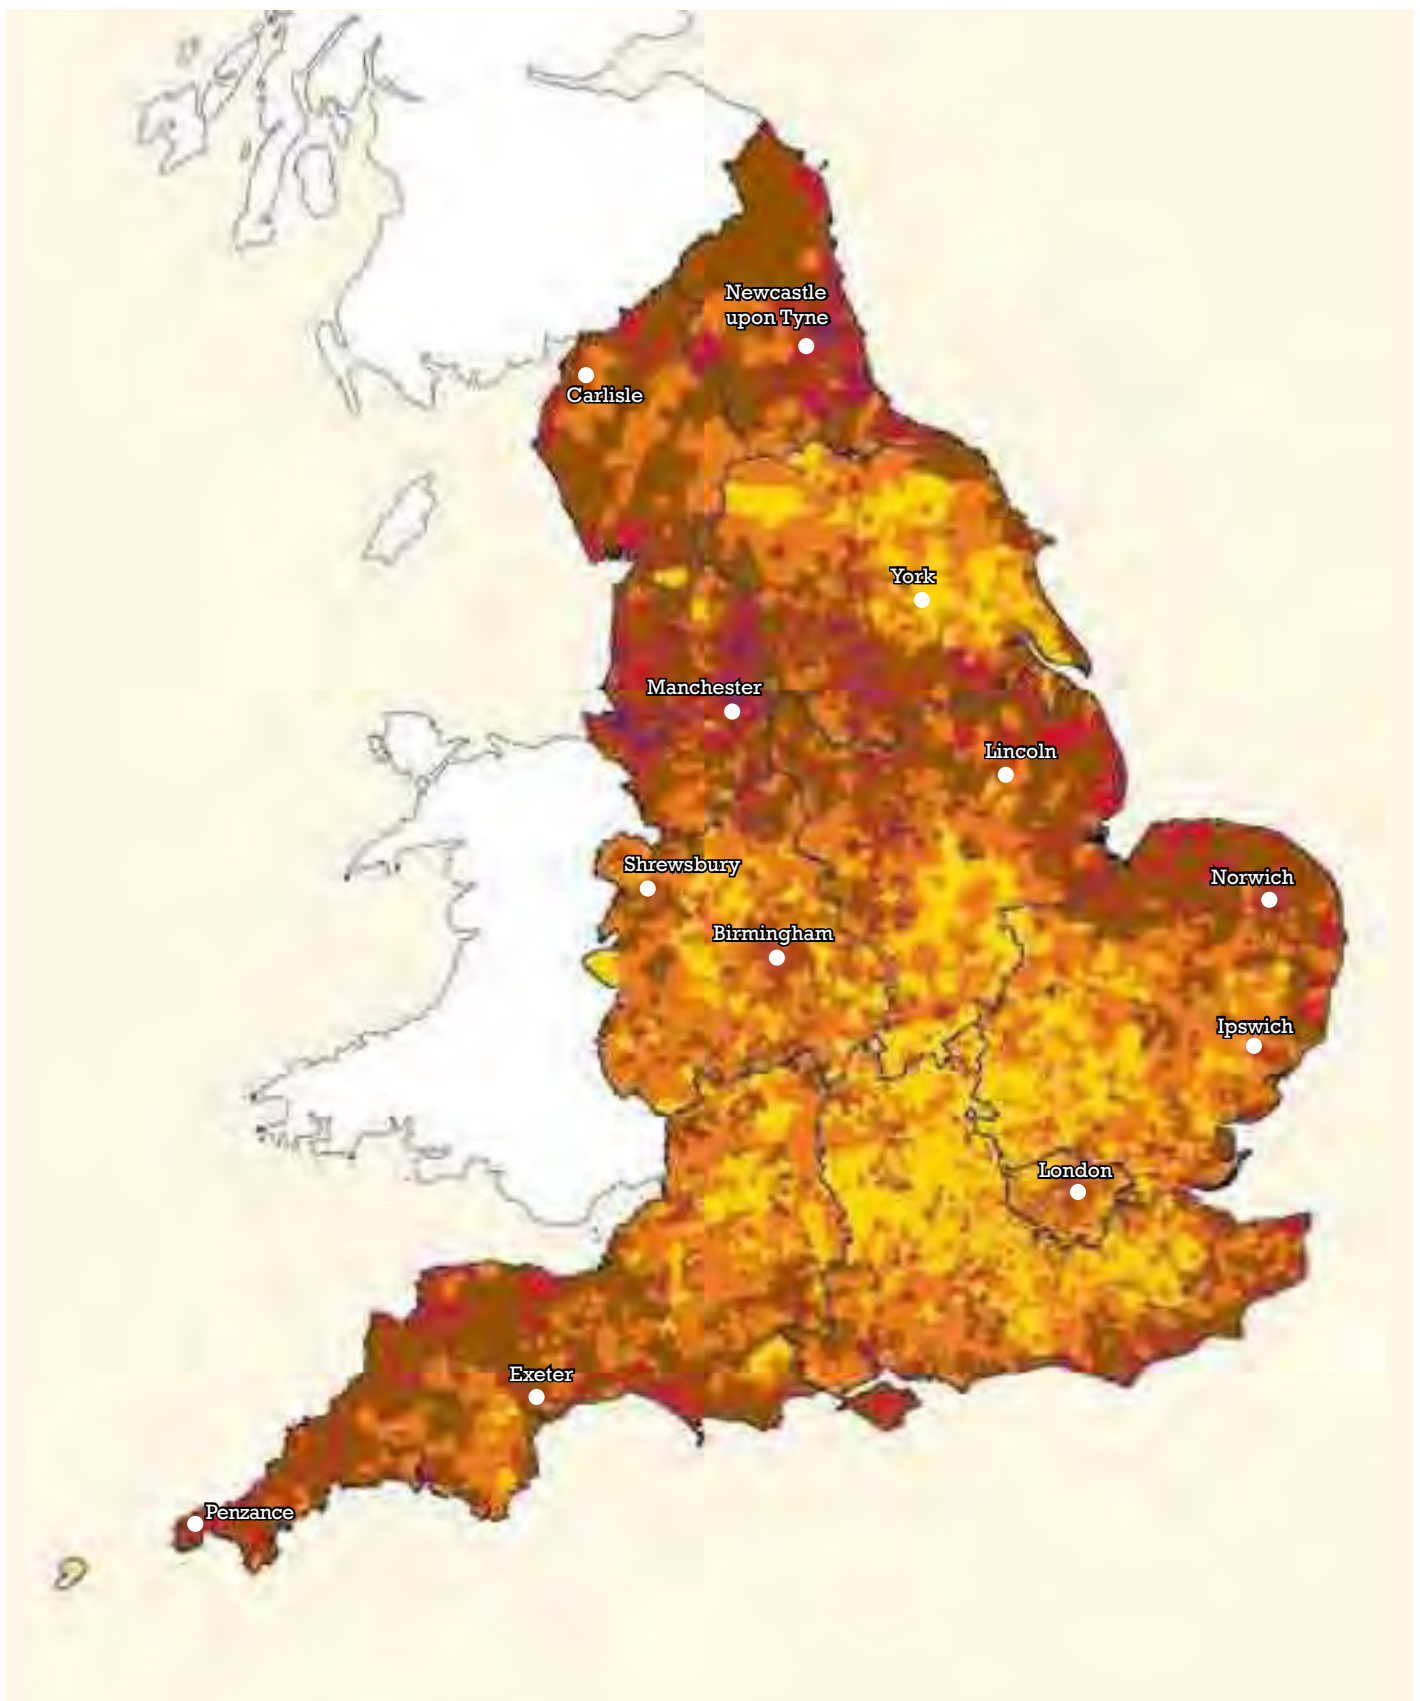 Newcastle
upon Tyne
Carlisle
York
Manchester
Lincoln
Shrewsbury
Norwich
Birmingham
Ipswich
London
Exeter
Penzance